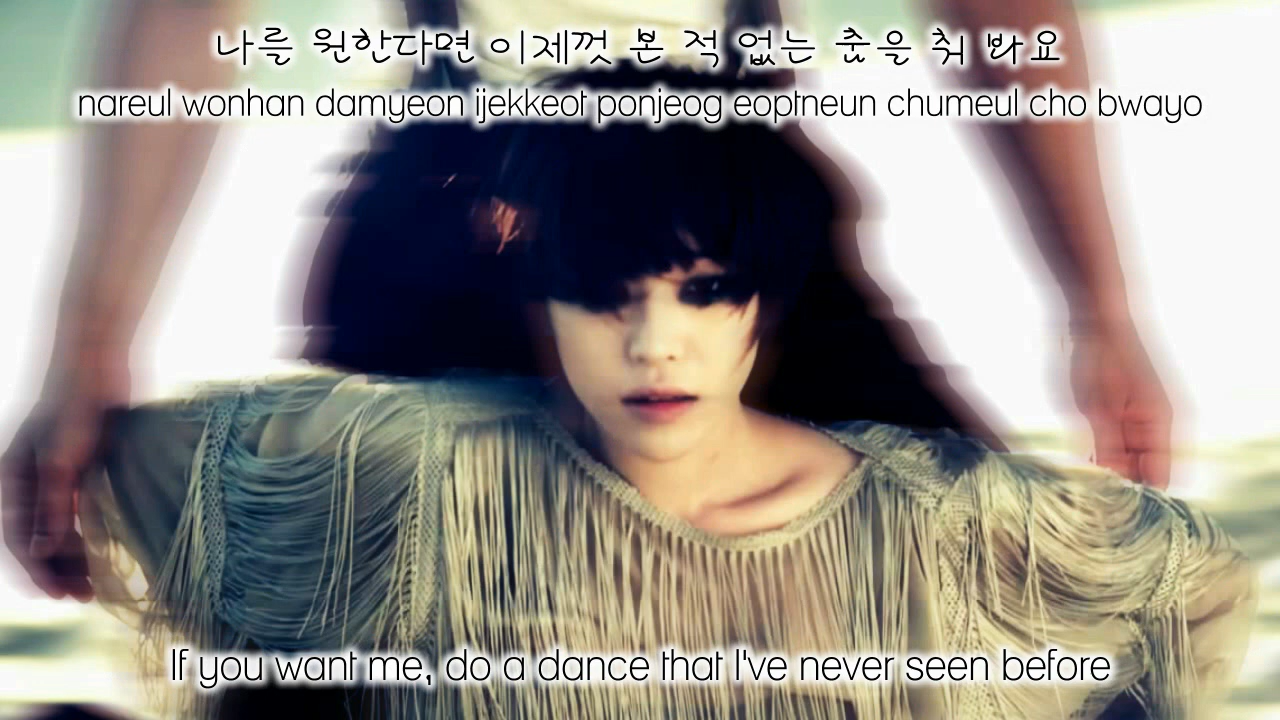 나를 원한다면 이제껏 본 적 없는 춤을 춰 봐요
nareul wonhan damyeon ijekkeot ponjeog eoptneun chumeul cho bwayo
If you want me, do a dance that I've never seen before